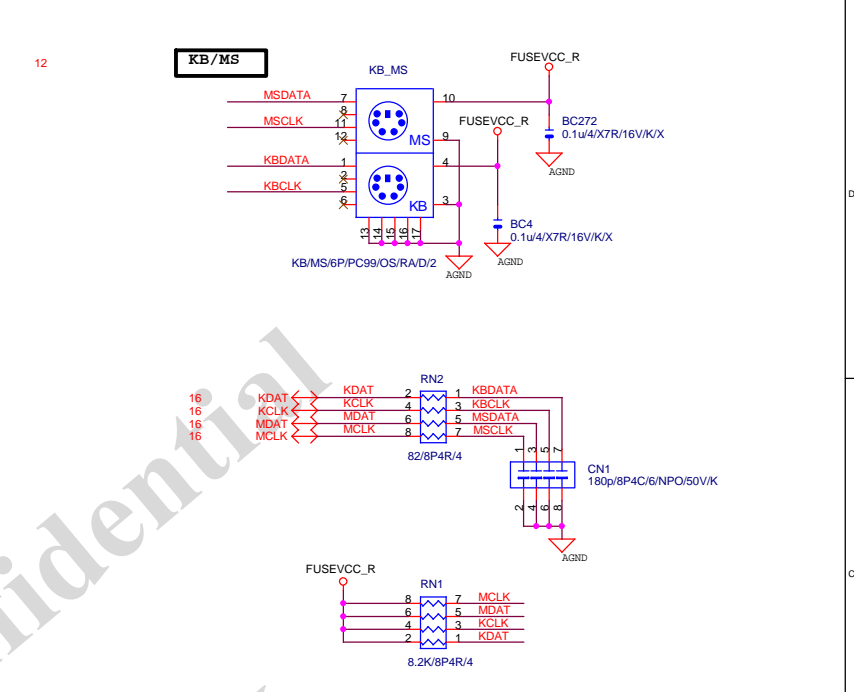 12
KB/MS
KB_MS
FUSEVCC_R
MSDATA
7
8
MSCLK
11
12
10
MS
9
FUSEVCC_R
BC272
0.1u/4/X7R/16V/K/X
AGND
KBDATA
1
2
KBCLK
5
6
4
KB
3
13
14
15
16
17
BC4
0.1u/4/X7R/16V/K/X
AGND
KB/MS/6P/PC99/OS/RA/D/2
AGND
D
RN2
16 KDAT KDAT 2 1 KBDATA
16 KCLK KCLK 4 3 KBCLK
16 MDAT MDAT 6 5 MSDATA
16 MCLK MCLK 8 7 MSCLK
82/8P4R/4
1 3 5 7
CN1
180p/8P4C/6/NPO/50V/K
2 4 6 8
AGND
FUSEVCC_R
RN1
8 7 MCLK
6 5 MDAT
4 3 KCLK
2 1 KDAT
8.2K/8P4R/4
C
nfidential